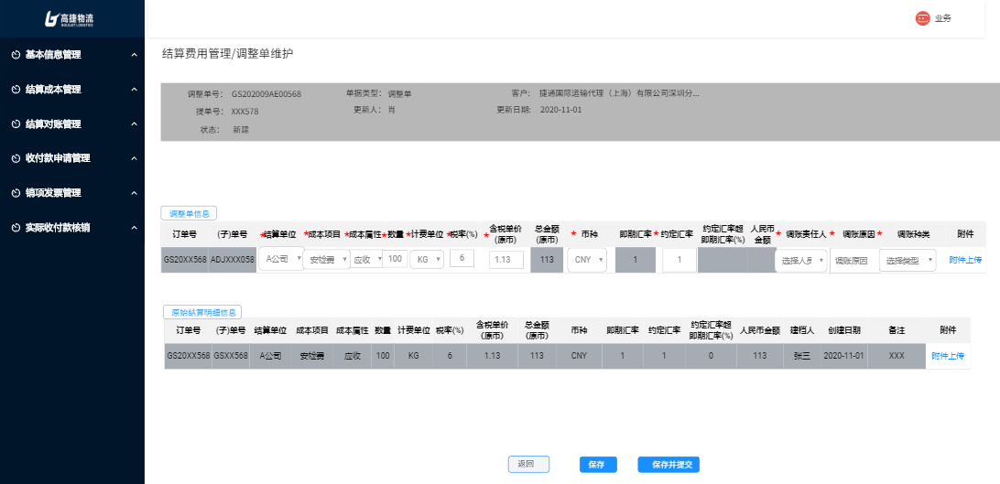 高捷物流
业务
基本信息管理
结算成本管理
结算对账管理
收付款申请管理
销项发票管理
实际收付款核销
结算费用管理/调整单维护
调整单号: GS202009AE00568 单据类型: 调整单 客户: 捷通国际运输代理（上海）有限公司深圳分...
提单号: XXX578 更新人: 肖 更新日期: 2020-11-01
状态: 新建
调整单信息
订单号 (子)单号 *结算单位 *成本项目 *成本属性 *数量 *计费单位 *税率(%) *含税单价(原币) 总金额(原币) * 币种 即期汇率 * 约定汇率 约定汇率超即期汇率(%) 人民币金额 * 调账责任人 * 调账原因 * 调账种类 附件
GS20XX568 ADJXXX058 A公司 安检费 应收 100 KG 6 1.13 113 CNY 1 1 选择人员 调账原因 选择类型 附件上传
原始结算明细信息
订单号 (子)单号 结算单位 成本项目 成本属性 数量 计费单位 税率(%) 含税单价(原币) 总金额(原币) 币种 即期汇率 约定汇率 约定汇率超即期汇率(%) 人民币金额 建档人 创建日期 备注 附件
GS20XX568 GSXX568 A公司 安检费 应收 100 KG 6 1.13 113 CNY 1 1 0 113 张三 2020-11-01 XXX 附件上传
返回 保存 保存并提交